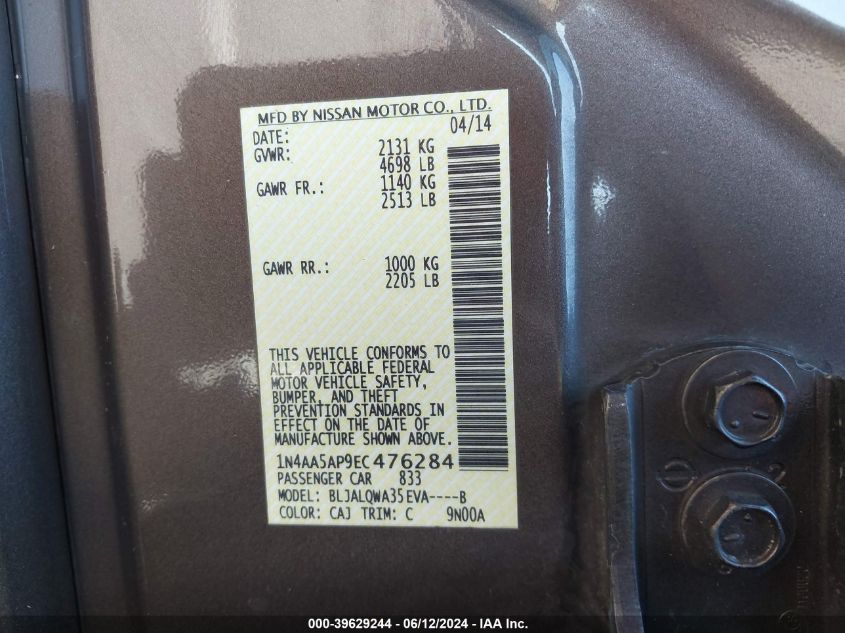 MFD BY NISSAN MOTOR CO., LTD.
DATE: 04/14
GVWR: 2131 KG
4698 LB
GAWR FR.: 1140 KG
2513 LB
GAWR RR.: 1000 KG
2205 LB
THIS VEHICLE CONFORMS TO
ALL APPLICABLE FEDERAL
MOTOR VEHICLE SAFETY,
BUMPER, AND THEFT
PREVENTION STANDARDS IN
EFFECT ON THE DATE OF
MANUFACTURE SHOWN ABOVE.
1N4AA5AP9EC476284
PASSENGER CAR 833
MODEL: BLJALQWA35EVA----B
COLOR: CAJ TRIM: C 9N00A
000-39629244 - 06/12/2024 - IAA Inc.